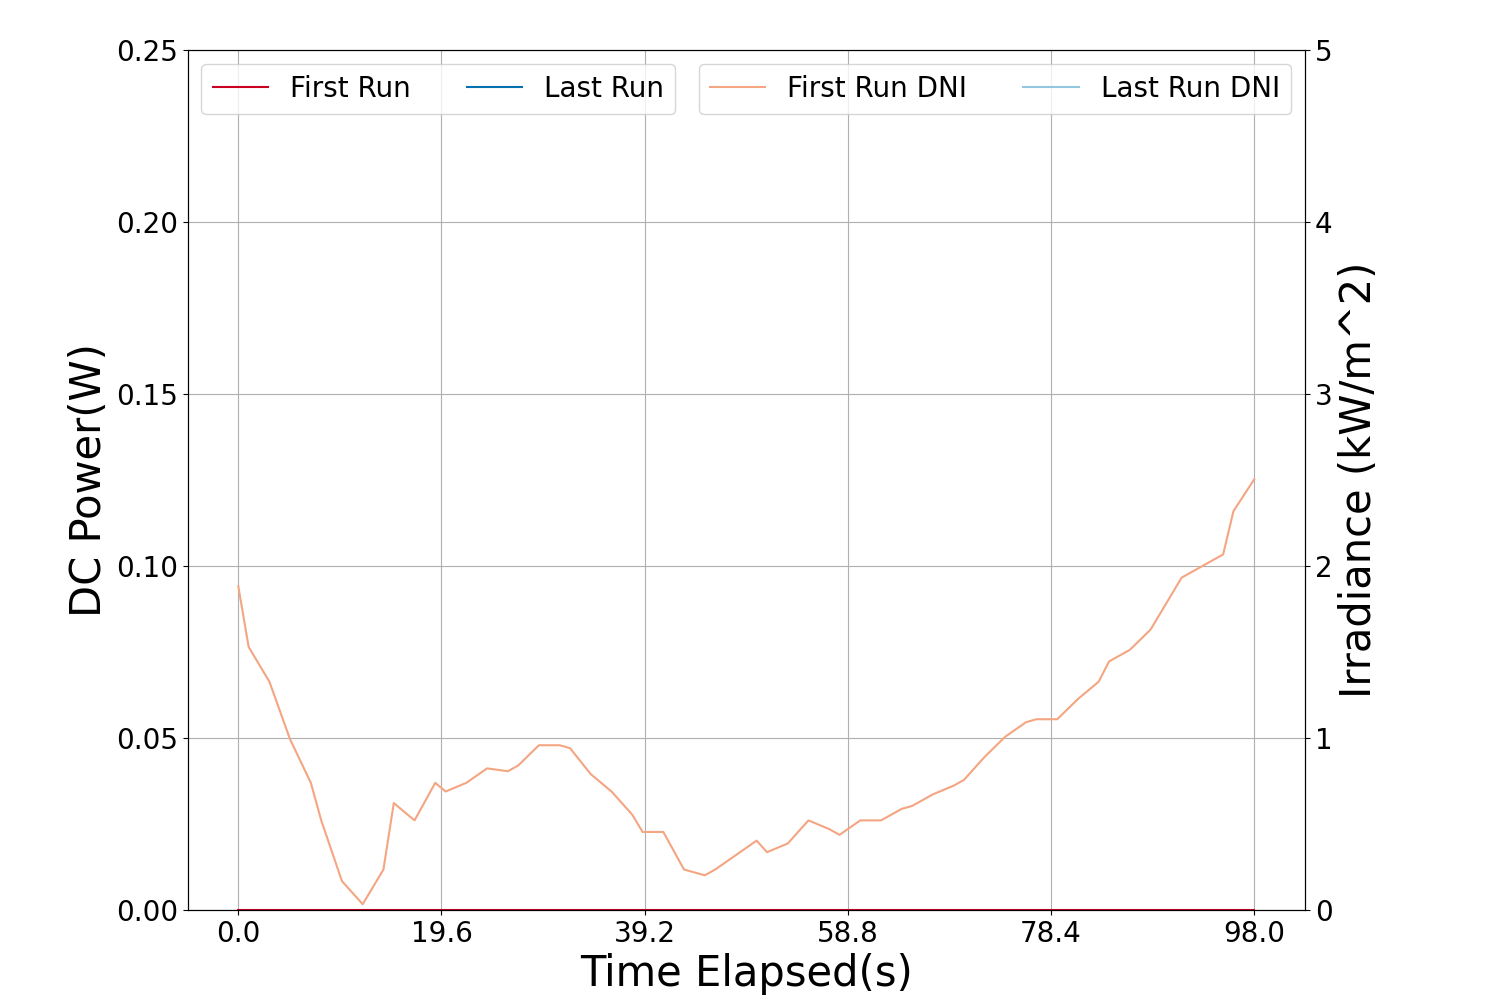 0.25
0.20
0.15
0.10
0.05
0.00
DC Power(W)
First Run
Last Run
First Run DNI
Last Run DNI
5
4
3
2
1
0
Irradiance (kW/m^2)
0.0
19.6
39.2
58.8
78.4
98.0
Time Elapsed(s)